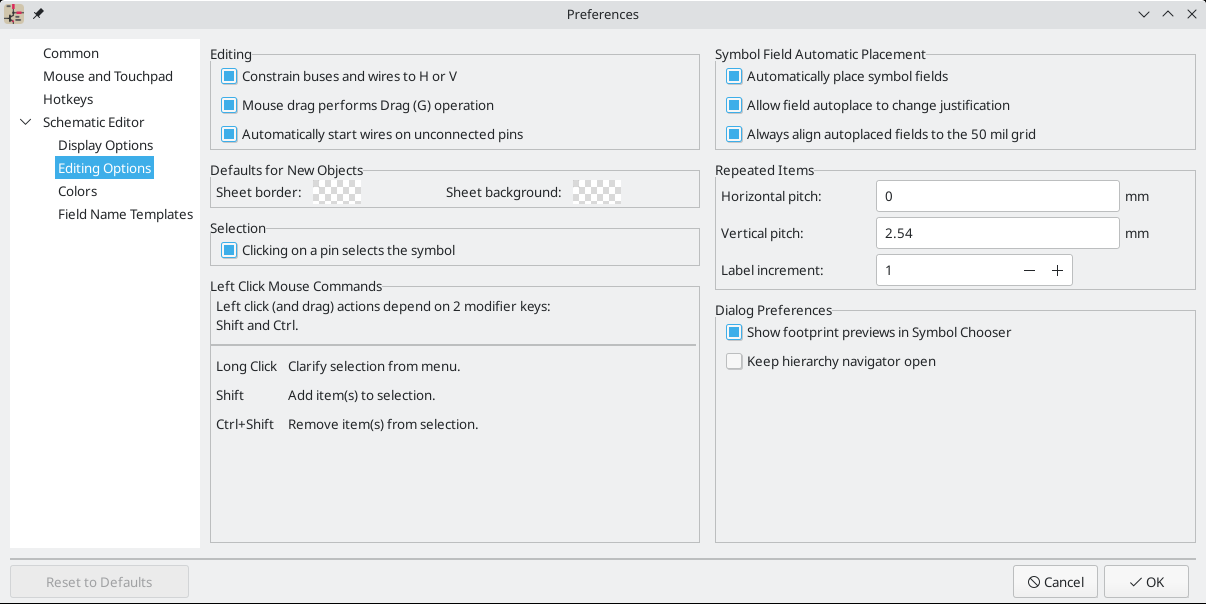 Preferences
Common
Mouse and Touchpad
Hotkeys
Schematic Editor
Display Options
Editing Options
Colors
Field Name Templates
Editing
Constrain buses and wires to H or V
Mouse drag performs Drag (G) operation
Automatically start wires on unconnected pins
Defaults for New Objects
Sheet border:
Sheet background:
Selection
Clicking on a pin selects the symbol
Left Click Mouse Commands
Left click (and drag) actions depend on 2 modifier keys:
Shift and Ctrl.
Long Click Clarify selection from menu.
Shift Add item(s) to selection.
Ctrl+Shift Remove item(s) from selection.
Symbol Field Automatic Placement
Automatically place symbol fields
Allow field autoplace to change justification
Always align autoplaced fields to the 50 mil grid
Repeated Items
Horizontal pitch: 0 mm
Vertical pitch: 2.54 mm
Label increment: 1
Dialog Preferences
Show footprint previews in Symbol Chooser
Keep hierarchy navigator open
Reset to Defaults
Cancel
OK